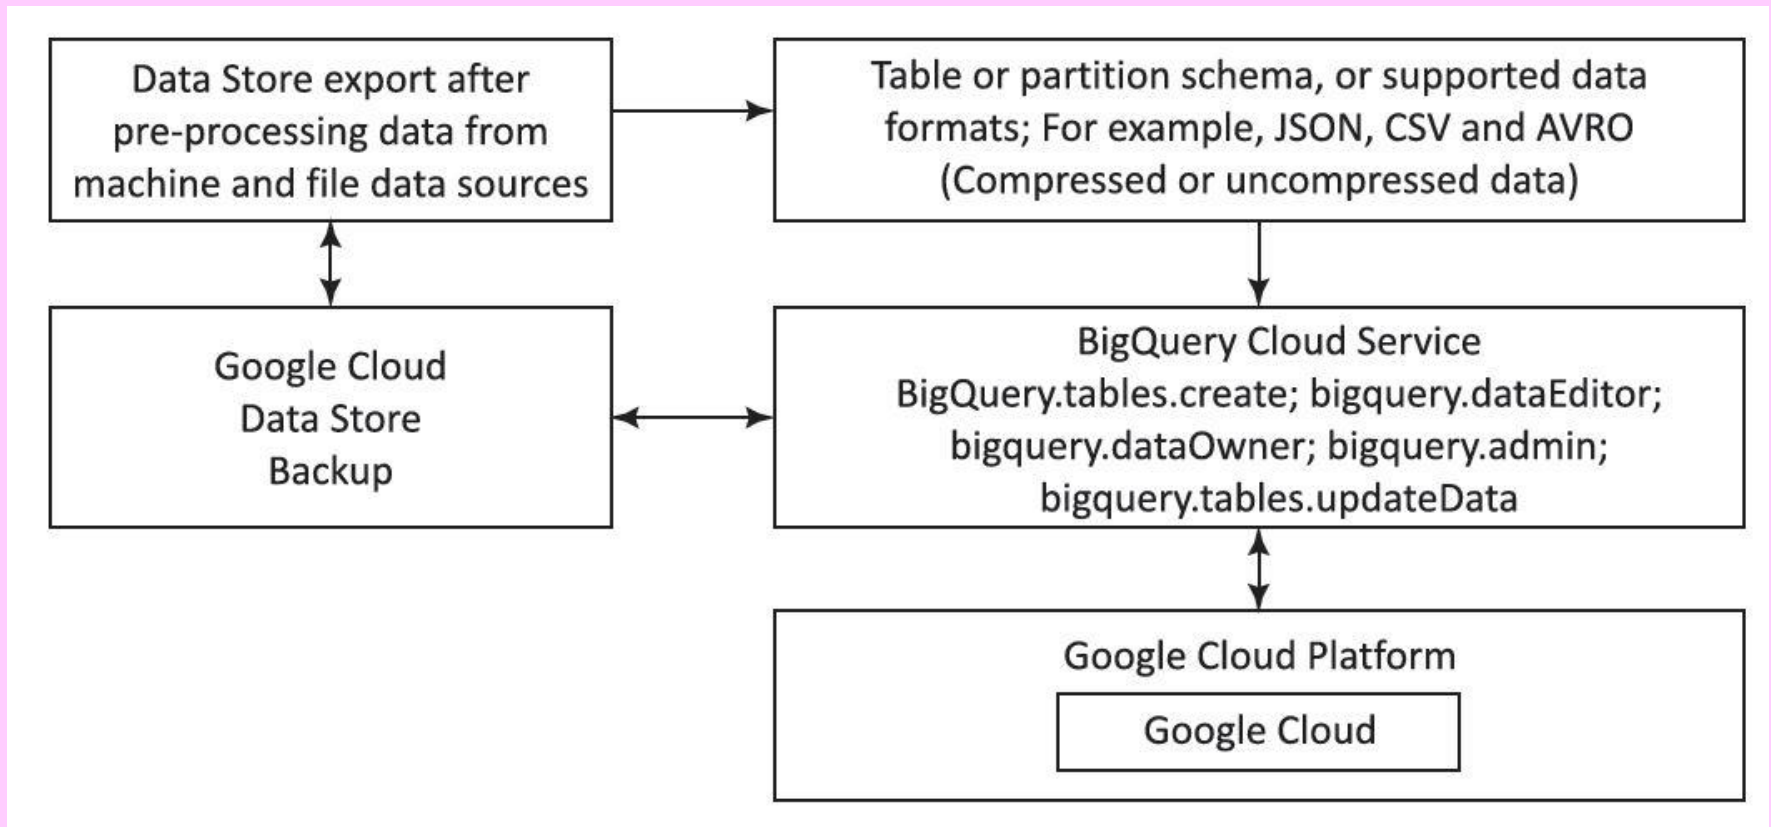 Data Store export after
pre-processing data from
machine and file data sources
Table or partition schema, or supported data
formats; For example, JSON, CSV and AVRO
(Compressed or uncompressed data)
Google Cloud
Data Store
Backup
BigQuery Cloud Service
BigQuery.tables.create; bigquery.dataEditor;
bigquery.dataOwner; bigquery.admin;
bigquery.tables.updateData
Google Cloud Platform
Google Cloud